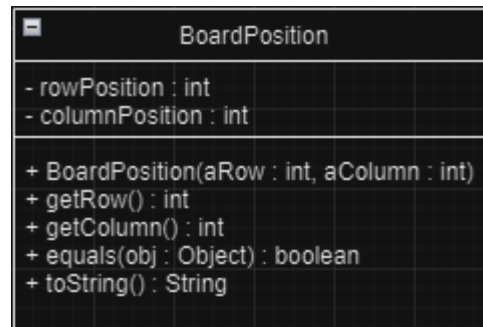 BoardPosition
- rowPosition : int
- columnPosition : int
+ BoardPosition(aRow : int, aColumn : int)
+ getRow() : int
+ getColumn() : int
+ equals(obj : Object) : boolean
+ toString() : String